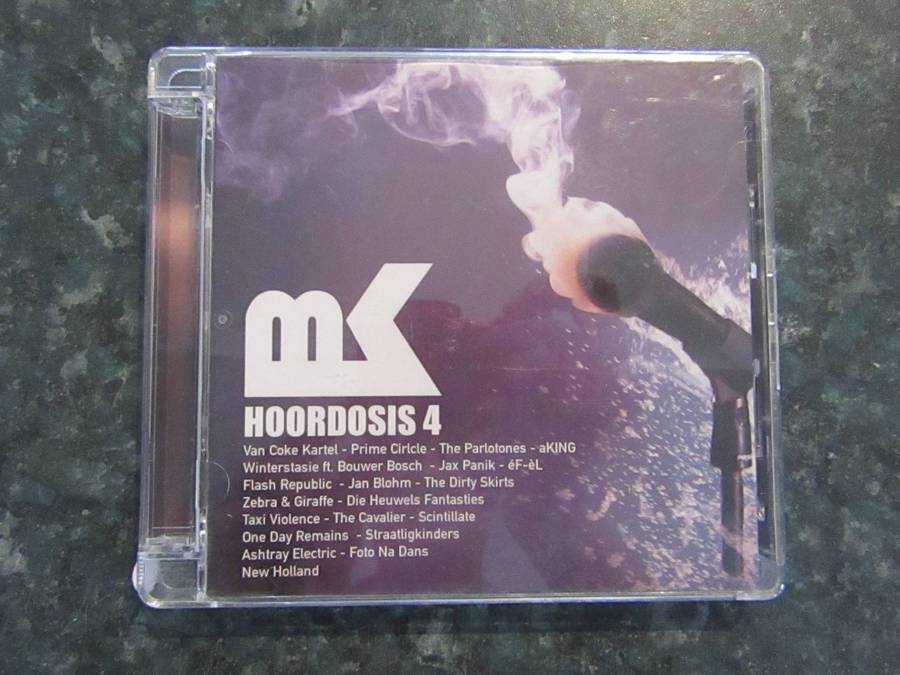 mK
HOORDOSIS 4
Van Coke Kartel - Prime Cirlcle - The Parlotones - aKING
Winterstasie ft. Bouwer Bosch - Jax Panik - éF-èL
Flash Republic - Jan Blohm - The Dirty Skirts
Zebra & Giraffe - Die Heuwels Fantasties
Taxi Violence - The Cavalier - Scintillate
One Day Remains - Straatligkinders
Ashtray Electric - Foto Na Dans
New Holland